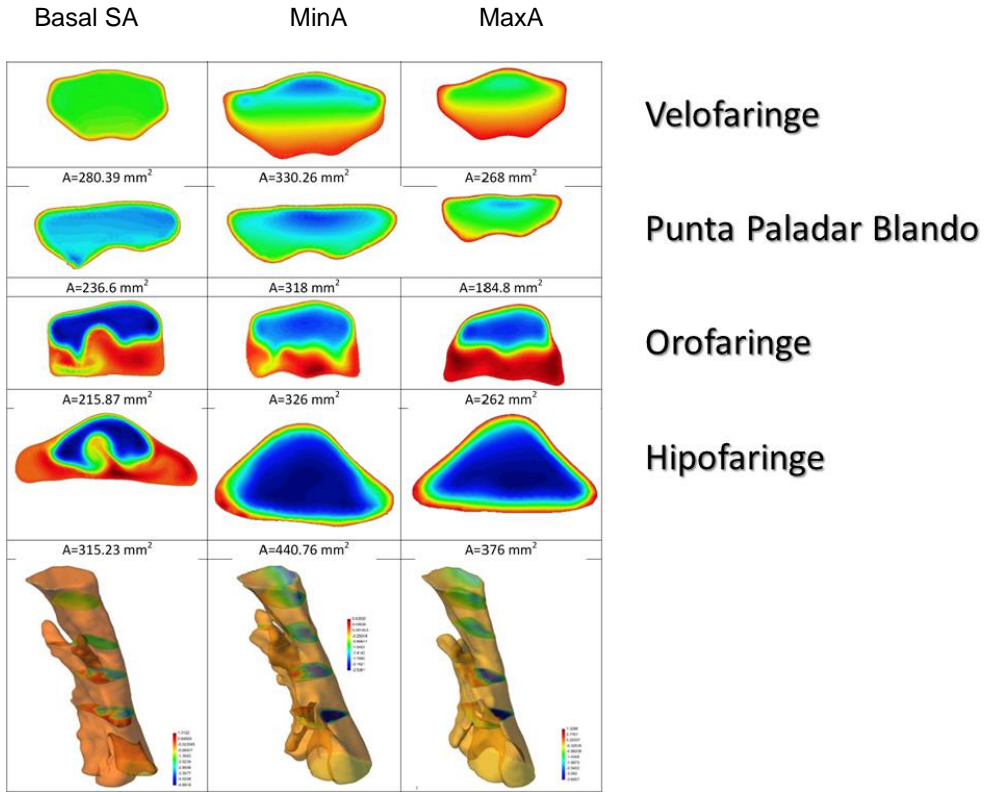 Basal SA MinA MaxA
Velofaringe
A=280.39 mm² A=330.26 mm² A=268 mm²
Punta Paladar Blando
A=236.6 mm² A=318 mm² A=184.8 mm²
Orofaringe
A=215.87 mm² A=326 mm² A=262 mm²
Hipofaringe
A=315.23 mm² A=440.76 mm² A=376 mm²